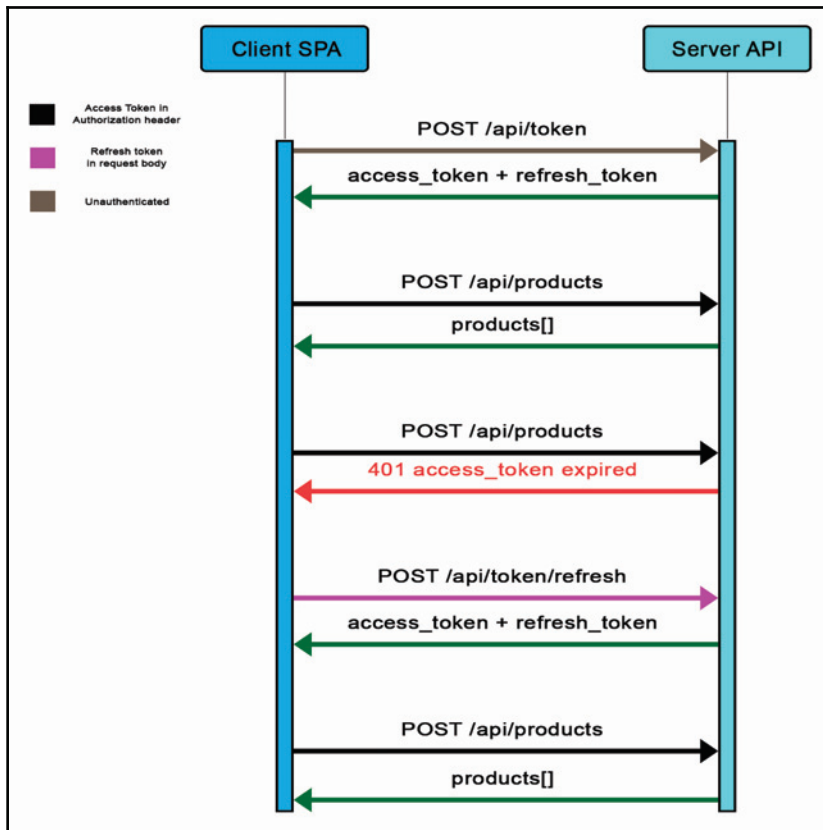 Client SPA
Server API
Access Token in
Authorization header
Refresh token
in request body
Unauthenticated
POST /api/token
access_token + refresh_token
POST /api/products
products[]
POST /api/products
401 access_token expired
POST /api/token/refresh
access_token + refresh_token
POST /api/products
products[]